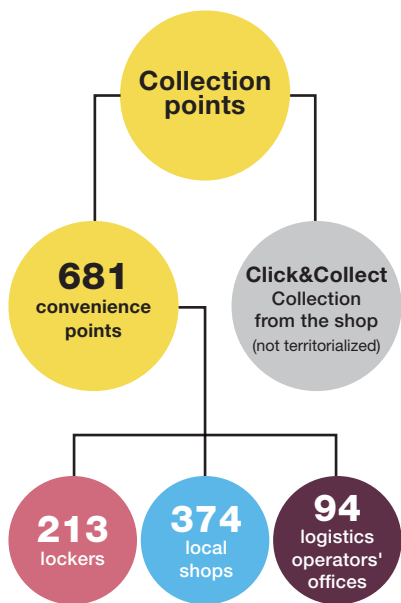 Collection
points
681
convenience
points
Click&Collect
Collection
from the shop
(not territorialized)
213
lockers
374
local
shops
94
logistics
operators'
offices